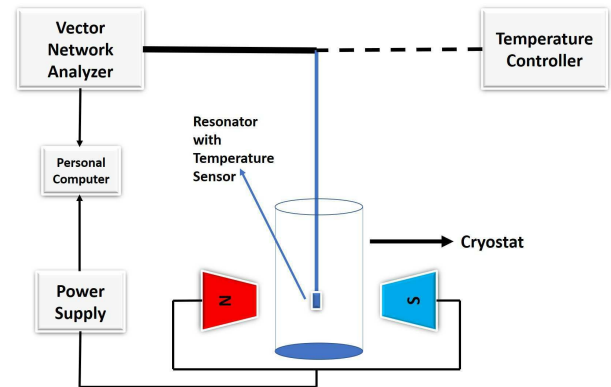 Vector
Network
Analyzer
Temperature
Controller
Resonator
with
Temperature
Sensor
Personal
Computer
Cryostat
Power
Supply
N
S